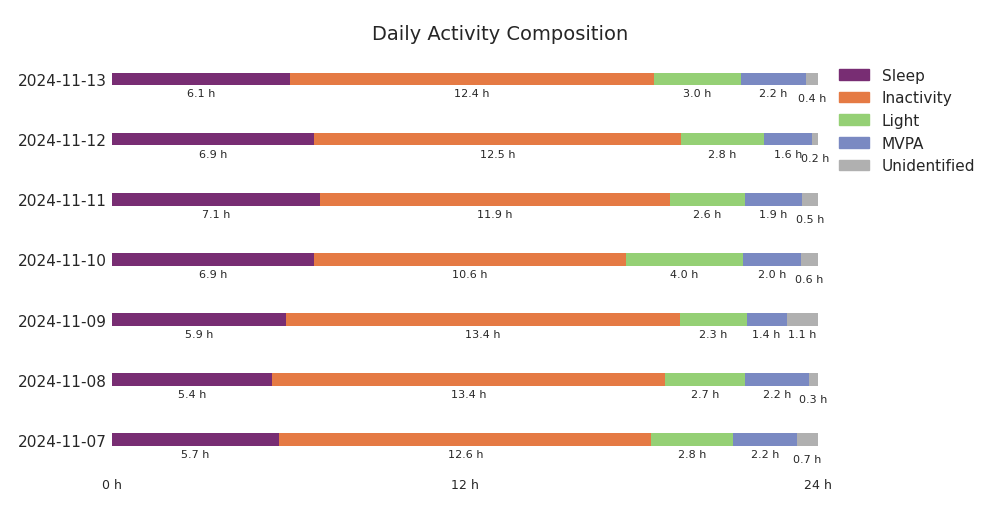 Daily Activity Composition
2024-11-13
6.1 h 12.4 h 3.0 h 2.2 h 0.4 h
2024-11-12
6.9 h 12.5 h 2.8 h 1.6 h 0.2 h
2024-11-11
7.1 h 11.9 h 2.6 h 1.9 h 0.5 h
2024-11-10
6.9 h 10.6 h 4.0 h 2.0 h 0.6 h
2024-11-09
5.9 h 13.4 h 2.3 h 1.4 h 1.1 h
2024-11-08
5.4 h 13.4 h 2.7 h 2.2 h 0.3 h
2024-11-07
5.7 h 12.6 h 2.8 h 2.2 h 0.7 h
0 h 12 h 24 h
Sleep
Inactivity
Light
MVPA
Unidentified